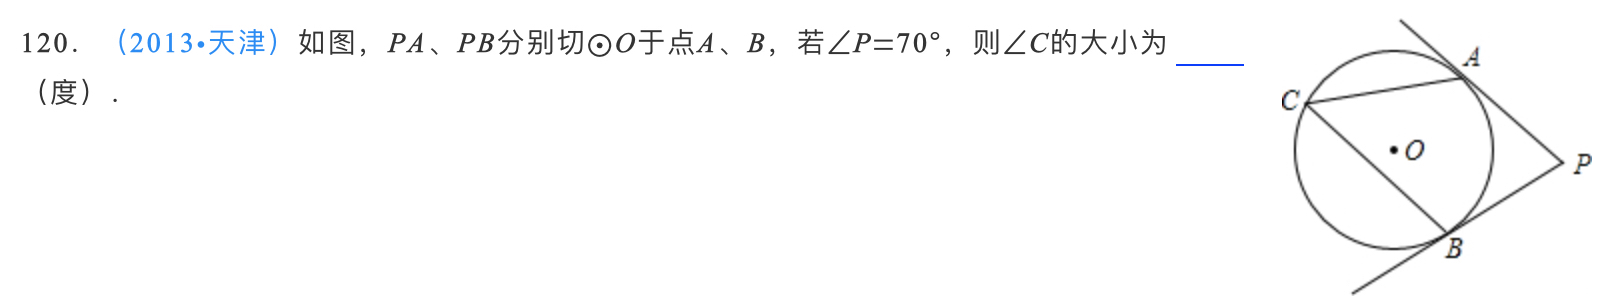 120. （2013•天津）如图，PA、PB分别切⊙O于点A、B，若∠P=70°，则∠C的大小为 ____
（度）.
A
C
O
P
B